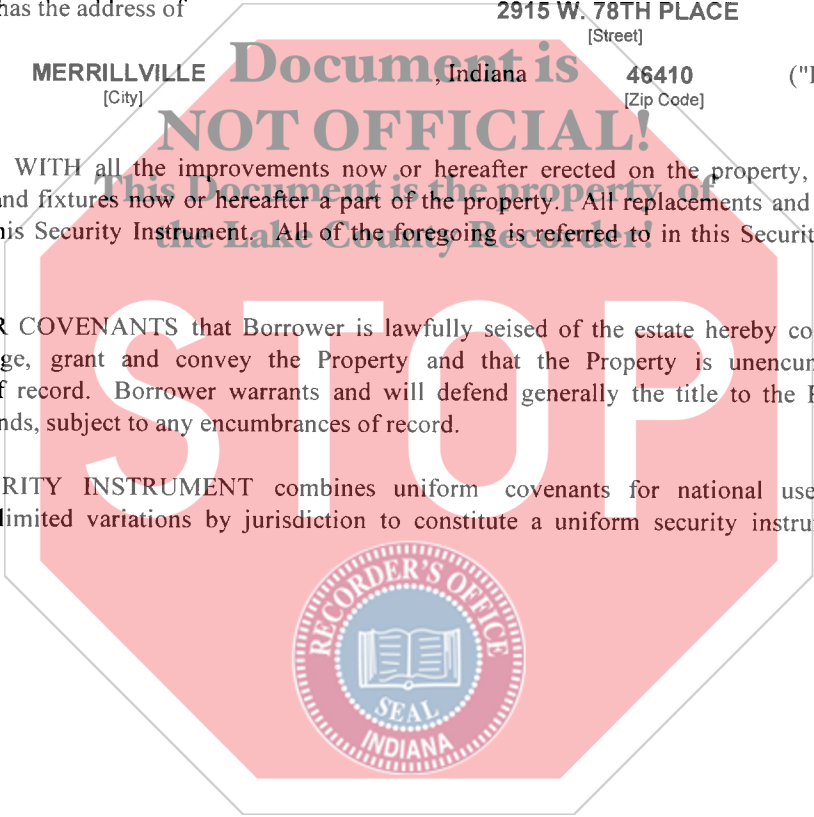 has the address of 2915 W. 78TH PLACE
[Street]
MERRILLVILLE , Indiana 46410 ("
[City] [Zip Code]
Document is
NOT OFFICIAL!
This Document is the property of
the Lake County Recorder!
WITH all the improvements now or hereafter erected on the property,
and fixtures now or hereafter a part of the property. All replacements and
his Security Instrument. All of the foregoing is referred to in this Securit
R COVENANTS that Borrower is lawfully seised of the estate hereby co
ge, grant and convey the Property and that the Property is unencum
f record. Borrower warrants and will defend generally the title to the
nds, subject to any encumbrances of record.
STOP
RITY INSTRUMENT combines uniform covenants for national use
limited variations by jurisdiction to constitute a uniform security instru
RECORDER'S OFFICE
SEAL
INDIANA